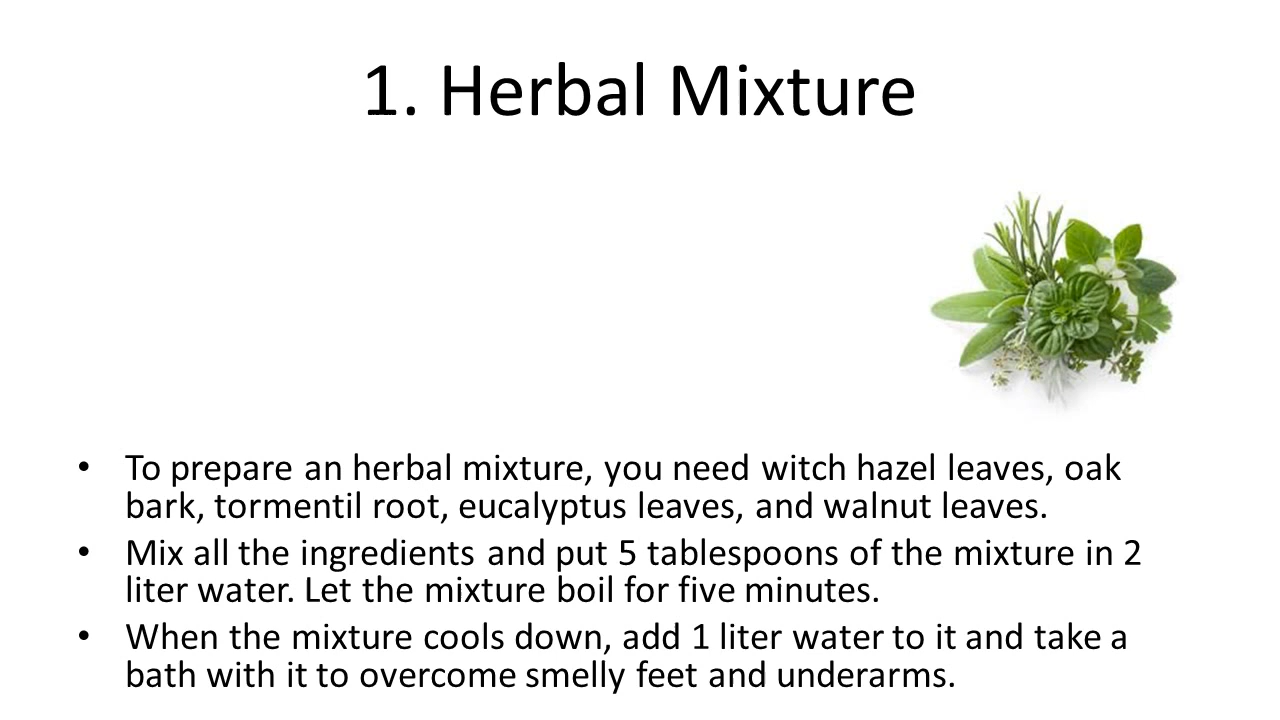 1. Herbal Mixture
• To prepare an herbal mixture, you need witch hazel leaves, oak
bark, tormentil root, eucalyptus leaves, and walnut leaves.
• Mix all the ingredients and put 5 tablespoons of the mixture in 2
liter water. Let the mixture boil for five minutes.
• When the mixture cools down, add 1 liter water to it and take a
bath with it to overcome smelly feet and underarms.